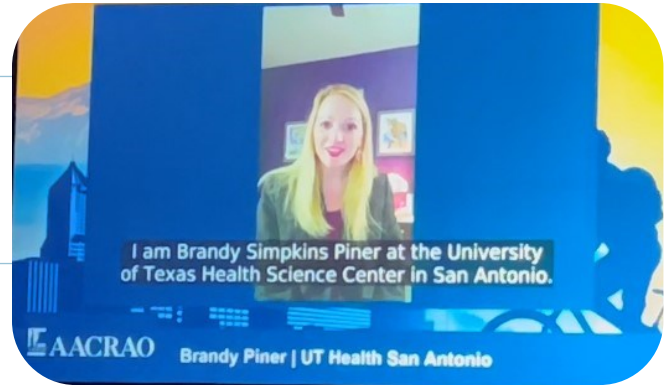 I am Brandy Simpkins Piner at the University
of Texas Health Science Center in San Antonio.
AACRAO
Brandy Piner | UT Health San Antonio